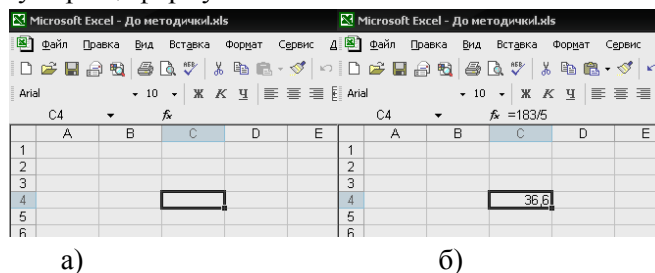 Microsoft Excel - До методички.xls
Файл Правка Вид Вставка Формат Сервис Д
Arial 10 Ж К Ч
C4 fx
A B C D E
1
2
3
4
5
6
Microsoft Excel - До методички.xls
Файл Правка Вид Вставка Формат Сервис
Arial 10 Ж К Ч
C4 fx =183/5
A B C D E
1
2
3
4 36,6
5
6
а) б)